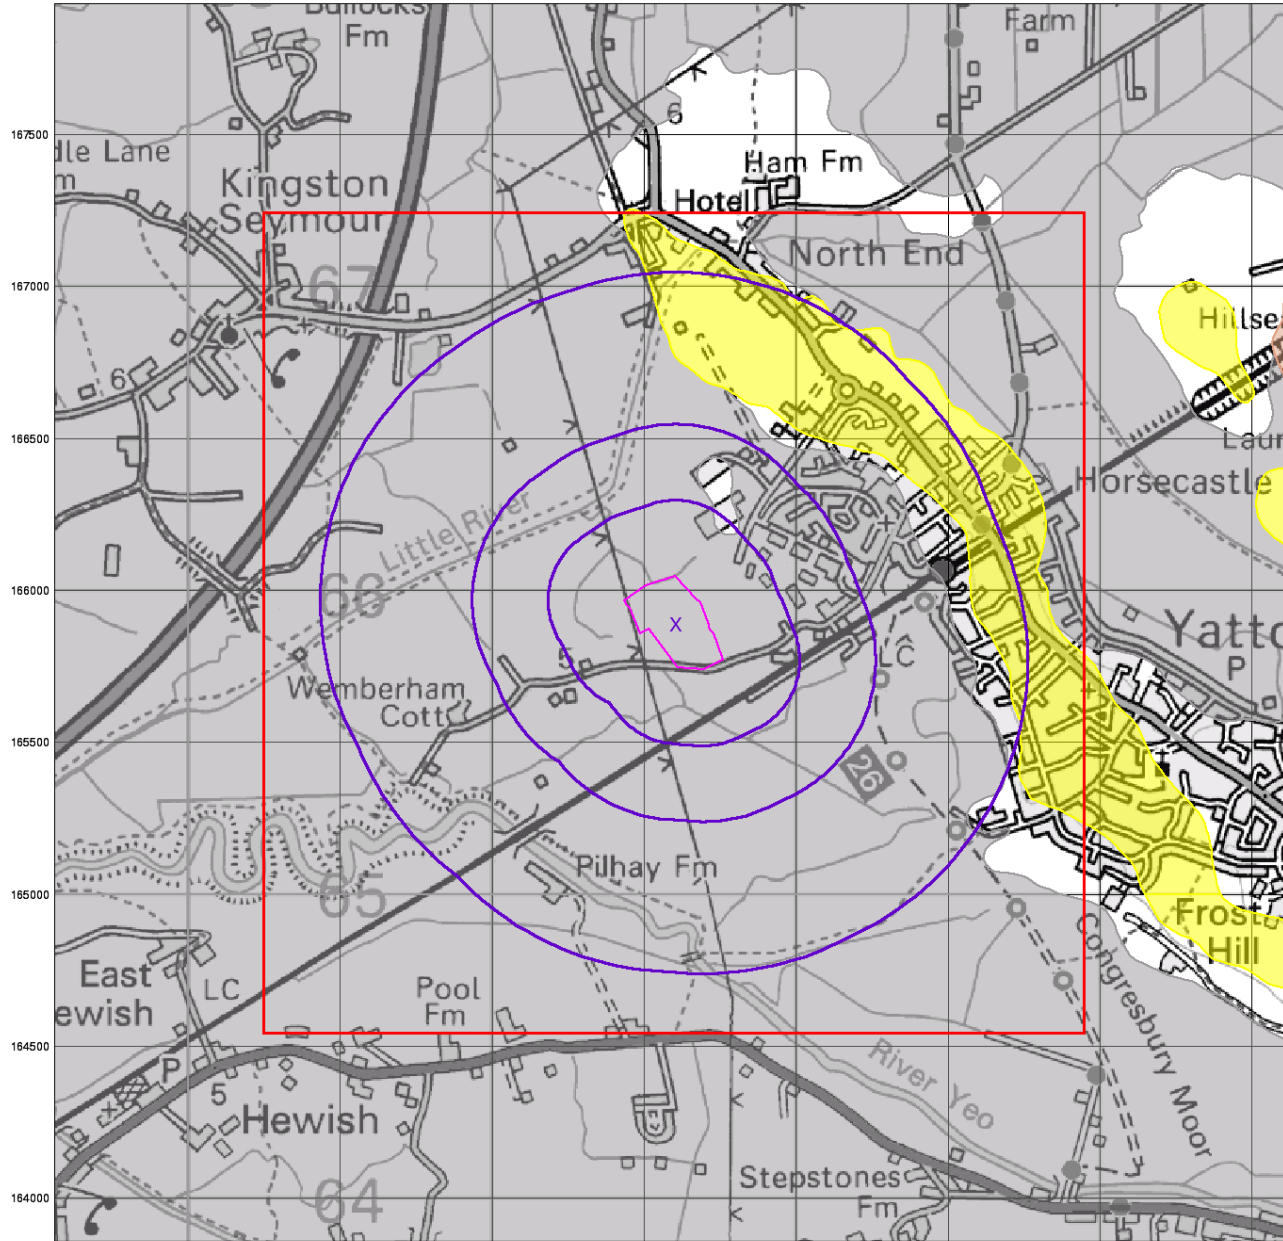 Bullocks
Fm
Farm
6
167500
dle Lane
m
Ham Fm
Kingston
Seymour
Hotel
North End
67
167000
Hillse
6
166500
Laur
Horsecastle
Little River
166000
66
X
Yatto
P
5
LC
Wemberham
Cott
165500
26
Pilhay Fm
165000
65
Frost
Hill
Congresbury Moor
East
ewish
LC
Pool
Fm
164500
P
5
River Yeo
Hewish
Stepstones
Fm
164000
64
6